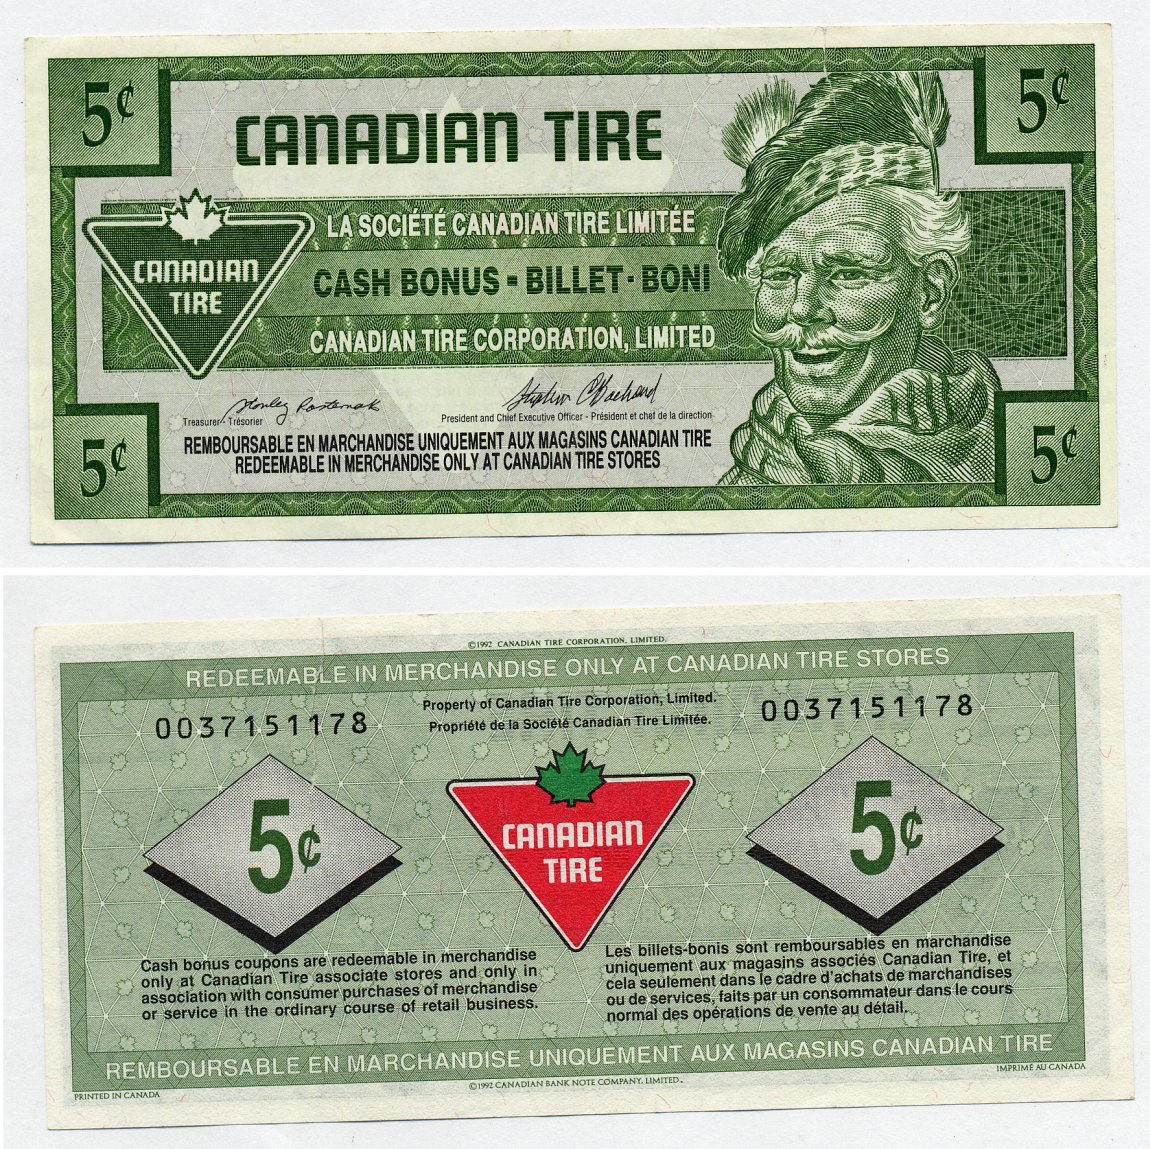 5¢
5¢
CANADIAN TIRE
LA SOCIÉTÉ CANADIAN TIRE LIMITÉE
CANADIAN
TIRE
CASH BONUS - BILLET - BONI
CANADIAN TIRE CORPORATION, LIMITED
Treasurer - Trésorier
President and Chief Executive Officer - Président et chef de la direction
REMBOURSABLE EN MARCHANDISE UNIQUEMENT AUX MAGASINS CANADIAN TIRE
REDEEMABLE IN MERCHANDISE ONLY AT CANADIAN TIRE STORES
5¢
5¢
©1992 CANADIAN TIRE CORPORATION, LIMITED.
REDEEMABLE IN MERCHANDISE ONLY AT CANADIAN TIRE STORES
Property of Canadian Tire Corporation, Limited.
Propriété de la Société Canadian Tire Limitée.
0037151178
0037151178
5¢
CANADIAN
TIRE
5¢
Cash bonus coupons are redeemable in merchandise
only at Canadian Tire associate stores and only in
association with consumer purchases of merchandise
or service in the ordinary course of retail business.
Les billets-bonis sont remboursables en marchandise
uniquement aux magasins associés Canadian Tire, et
cela seulement dans le cadre d'achats de marchandises
ou de services, faits par un consommateur dans le cours
normal des opérations de vente au détail.
REMBOURSABLE EN MARCHANDISE UNIQUEMENT AUX MAGASINS CANADIAN TIRE
PRINTED IN CANADA
©1992 CANADIAN BANK NOTE COMPANY, LIMITED.
IMPRIMÉ AU CANADA